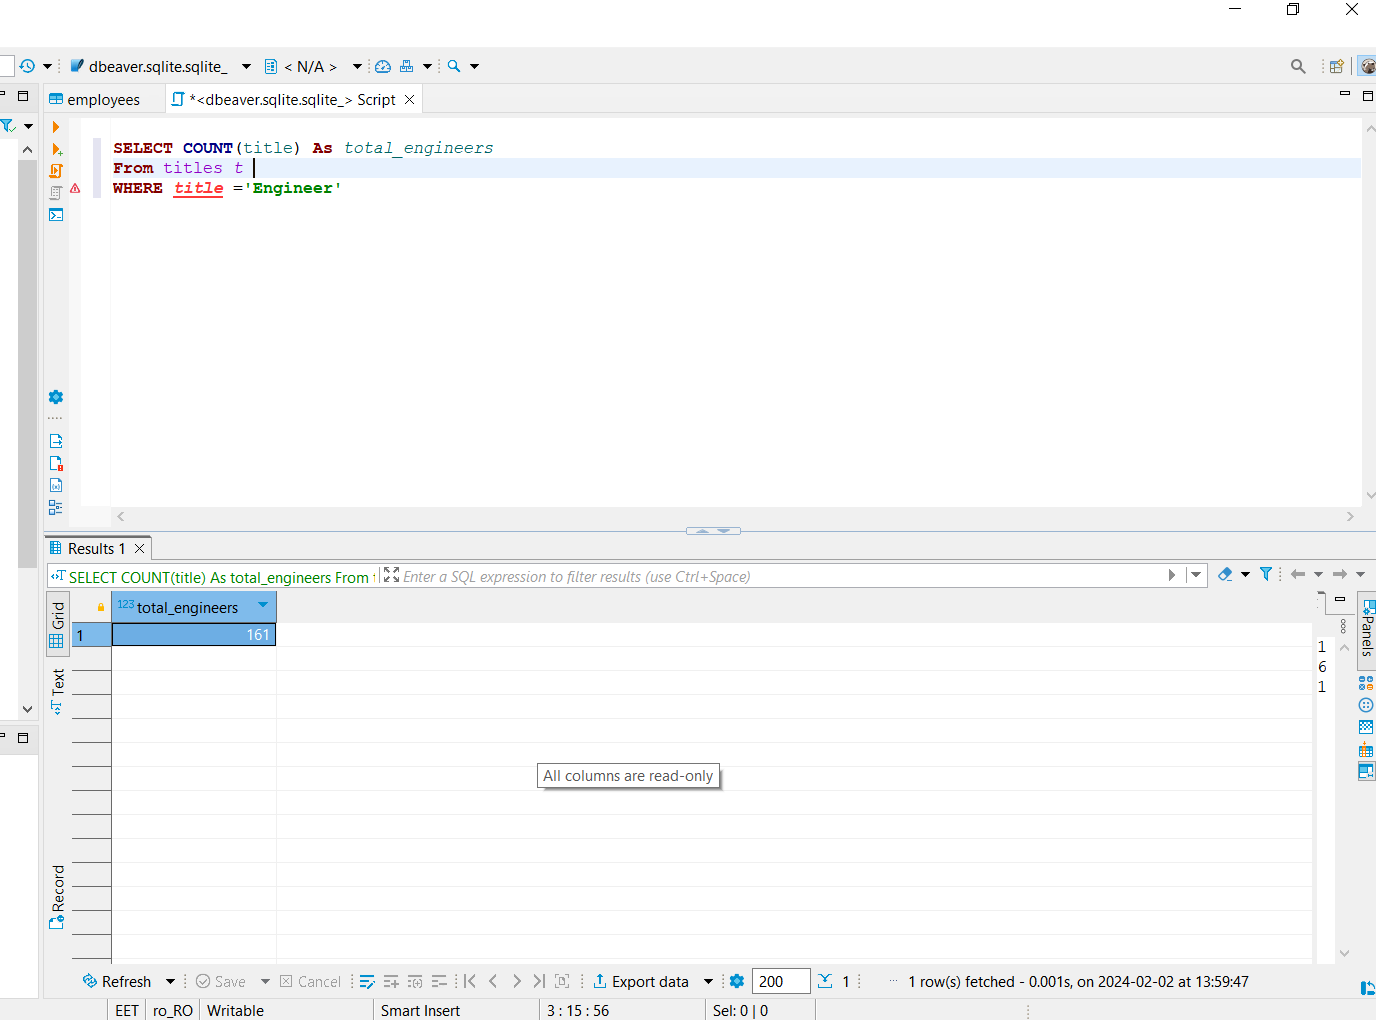 dbeaver.sqlite.sqlite_ < N/A >
employees *<dbeaver.sqlite.sqlite_> Script
SELECT COUNT(title) As total_engineers
From titles t
WHERE title ='Engineer'
Results 1
SELECT COUNT(title) As total_engineers From t Enter a SQL expression to filter results (use Ctrl+Space)
Grid
123 total_engineers
1 161
Text
Record
All columns are read-only
1
6
1
Panels
Refresh Save Cancel Export data 200 1 ··· 1 row(s) fetched - 0.001s, on 2024-02-02 at 13:59:47
EET ro_RO Writable Smart Insert 3 : 15 : 56 Sel: 0 | 0